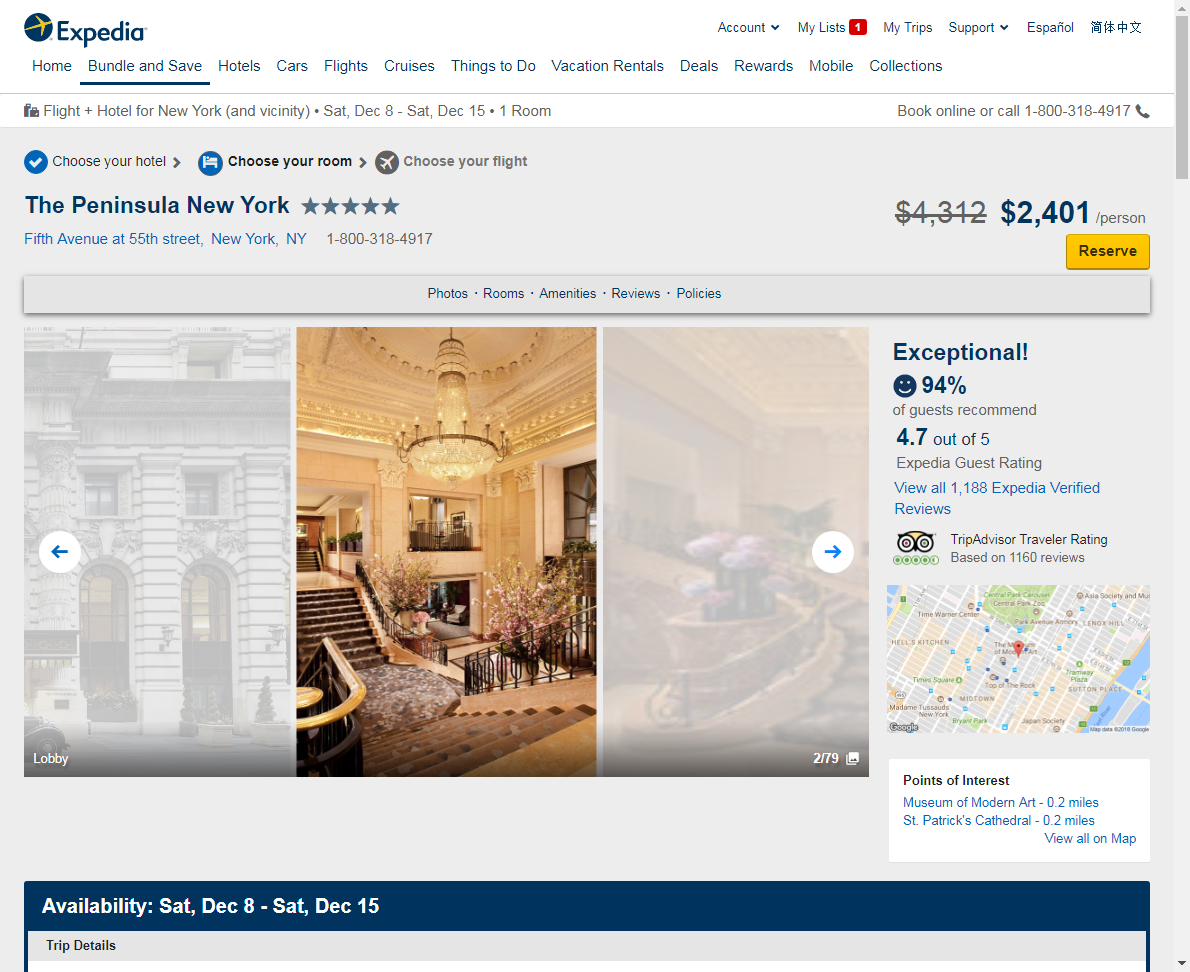 Expedia
Account
My Lists 1
My Trips
Support
Español
简体中文
Home
Bundle and Save
Hotels
Cars
Flights
Cruises
Things to Do
Vacation Rentals
Deals
Rewards
Mobile
Collections
Flight + Hotel for New York (and vicinity) • Sat, Dec 8 - Sat, Dec 15 • 1 Room
Book online or call 1-800-318-4917
Choose your hotel
Choose your room
Choose your flight
The Peninsula New York
$4,312 $2,401 /person
Fifth Avenue at 55th street, New York, NY 1-800-318-4917
Reserve
Photos · Rooms · Amenities · Reviews · Policies
Exceptional!
94%
of guests recommend
4.7 out of 5
Expedia Guest Rating
View all 1,188 Expedia Verified
Reviews
TripAdvisor Traveler Rating
Based on 1160 reviews
Central Park Carousel
Central Park Zoo
Time Warner Center
Park Avenue Armory
LENOX HILL
HELL'S KITCHEN
Times Square
Tramway
Plaza
Top of The Rock
SUTTON PLACE
MIDTOWN
Madame Tussauds
New York
Bryant Park
Japan Society
Google
Map data ©2018 Google
Lobby
2/79
Points of Interest
Museum of Modern Art - 0.2 miles
St. Patrick's Cathedral - 0.2 miles
View all on Map
Availability: Sat, Dec 8 - Sat, Dec 15
Trip Details